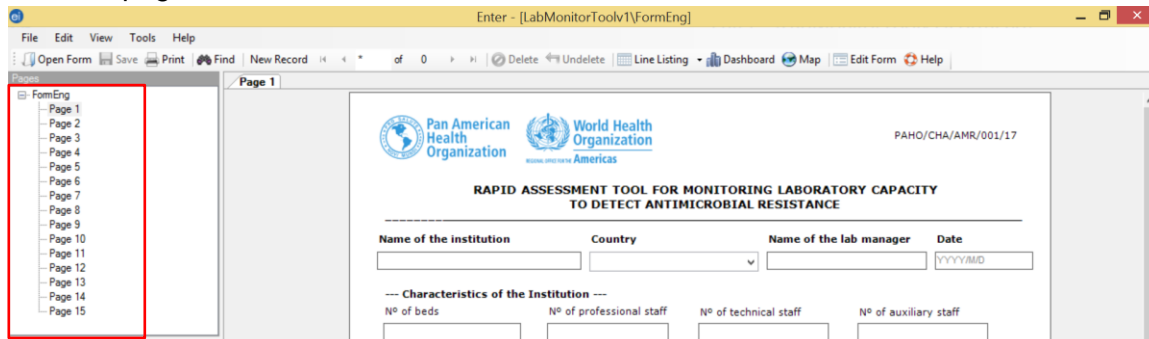 Enter - [LabMonitorToolv1\FormEng]
File Edit View Tools Help
Open Form Save Print Find New Record * of 0 Delete Undelete Line Listing Dashboard Map Edit Form Help
Pages
Page 1
FormEng
Page 1
Page 2
Page 3
Page 4
Page 5
Page 6
Page 7
Page 8
Page 9
Page 10
Page 11
Page 12
Page 13
Page 14
Page 15
Pan American
Health
Organization
World Health
Organization
REGIONAL OFFICE FOR THE Americas
PAHO/CHA/AMR/001/17
RAPID ASSESSMENT TOOL FOR MONITORING LABORATORY CAPACITY
TO DETECT ANTIMICROBIAL RESISTANCE
Name of the institution Country Name of the lab manager Date
YYYY/M/D
--- Characteristics of the Institution ---
Nº of beds Nº of professional staff Nº of technical staff Nº of auxiliary staff